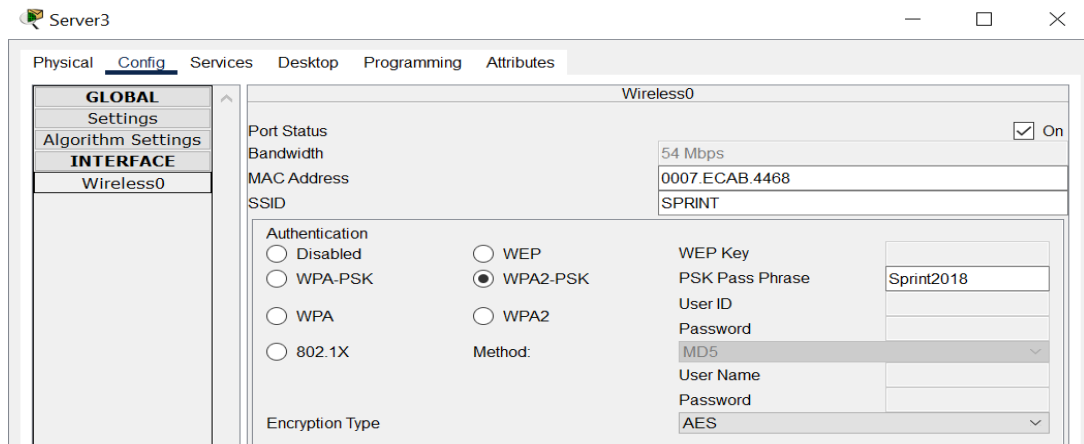 Server3
Physical Config Services Desktop Programming Attributes
GLOBAL
Settings
Algorithm Settings
INTERFACE
Wireless0
Wireless0
Port Status On
Bandwidth 54 Mbps
MAC Address 0007.ECAB.4468
SSID SPRINT
Authentication
Disabled WEP WEP Key
WPA-PSK WPA2-PSK PSK Pass Phrase Sprint2018
User ID
WPA WPA2
Password
802.1X Method: MD5
User Name
Password
Encryption Type AES